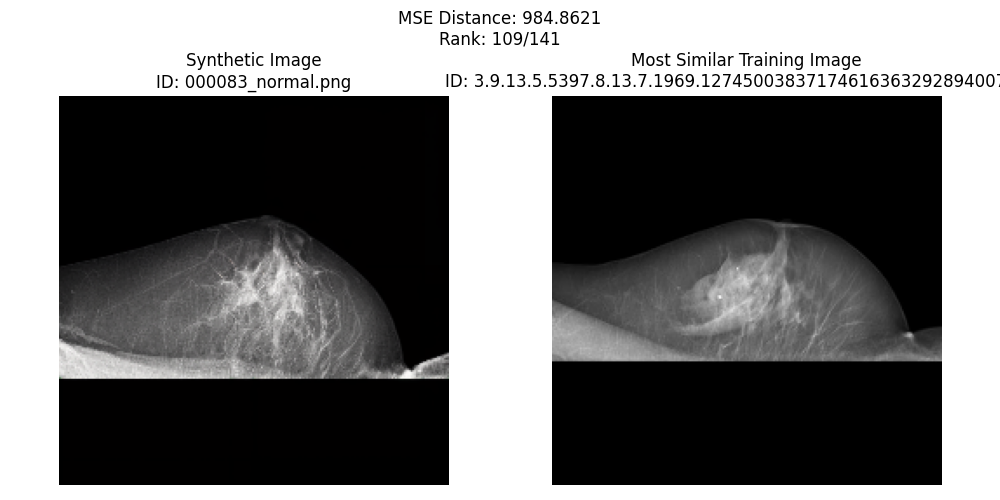 MSE Distance: 984.8621
Rank: 109/141
Synthetic Image
ID: 000083_normal.png
Most Similar Training Image
ID: 3.9.13.5.5397.8.13.7.1969.12745003837174616363292894007